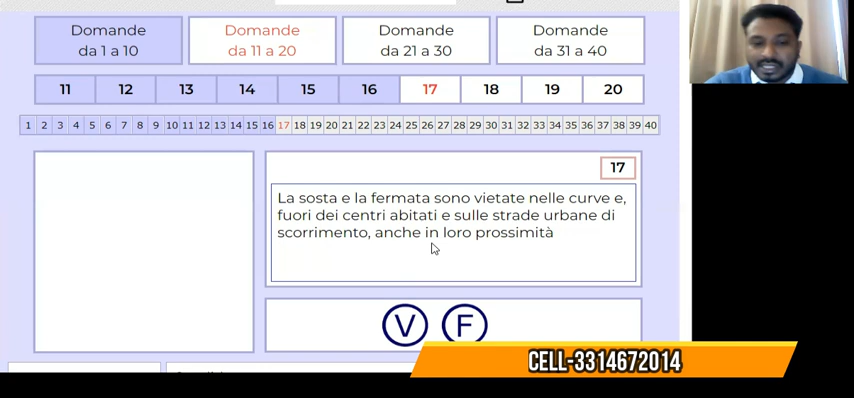 Domande
da 1 a 10
Domande
da 11 a 20
Domande
da 21 a 30
Domande
da 31 a 40
11 12 13 14 15 16 17 18 19 20
1 2 3 4 5 6 7 8 9 10 11 12 13 14 15 16 17 18 19 20 21 22 23 24 25 26 27 28 29 30 31 32 33 34 35 36 37 38 39 40
17
La sosta e la fermata sono vietate nelle curve e,
fuori dei centri abitati e sulle strade urbane di
scorrimento, anche in loro prossimità
V F
CELL-3314672014